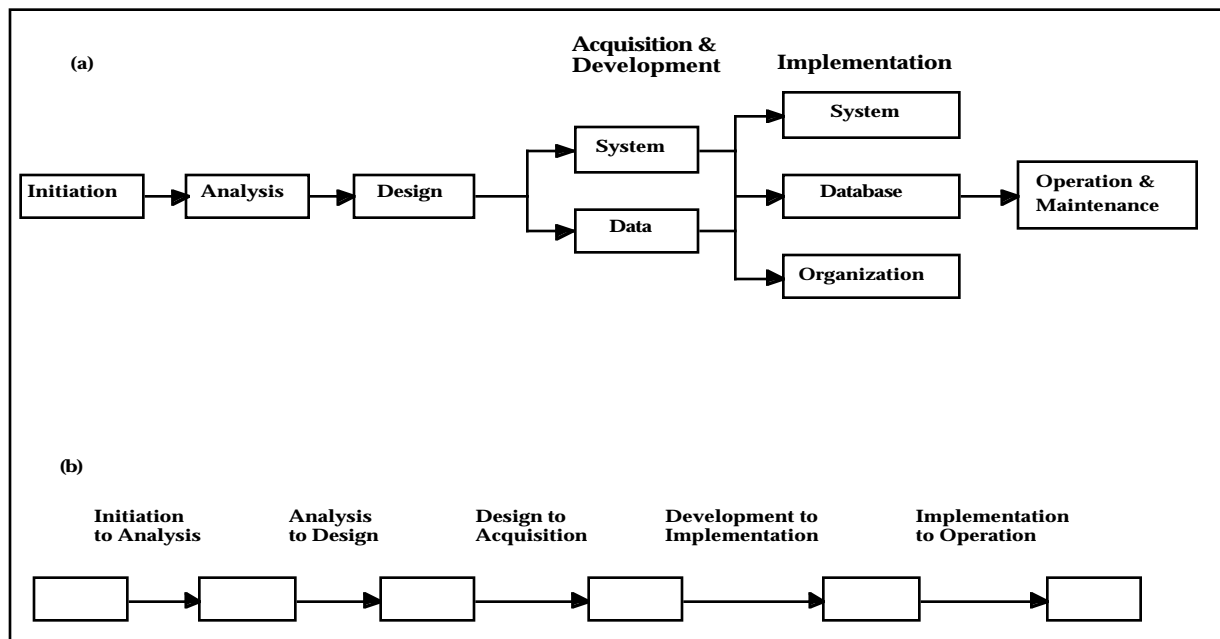 (a)
Acquisition &
Development
Implementation
System
System
Initiation
Analysis
Design
Database
Operation &
Maintenance
Data
Organization
(b)
Initiation
to Analysis
Analysis
to Design
Design to
Acquisition
Development to
Implementation
Implementation
to Operation